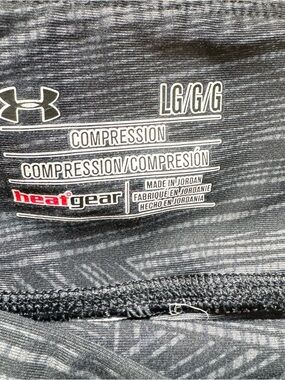 LG/G/G
COMPRESSION
COMPRESSION/COMPRESIÓN
heatgear
MADE IN JORDAN
FABRIQUÉ EN JORDANIE
HECHO EN JORDANIA